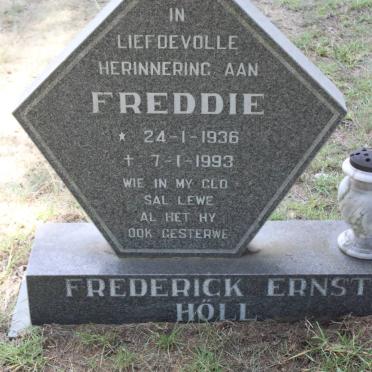 IN
LIEFDEVOLLE
HERINNERING AAN
FREDDIE
* 24-1-1936
+ 7-1-1993
WIE IN MY GLO
SAL LEWE
AL HET HY
OOK GESTERWE
FREDERICK ERNST
HÖLL